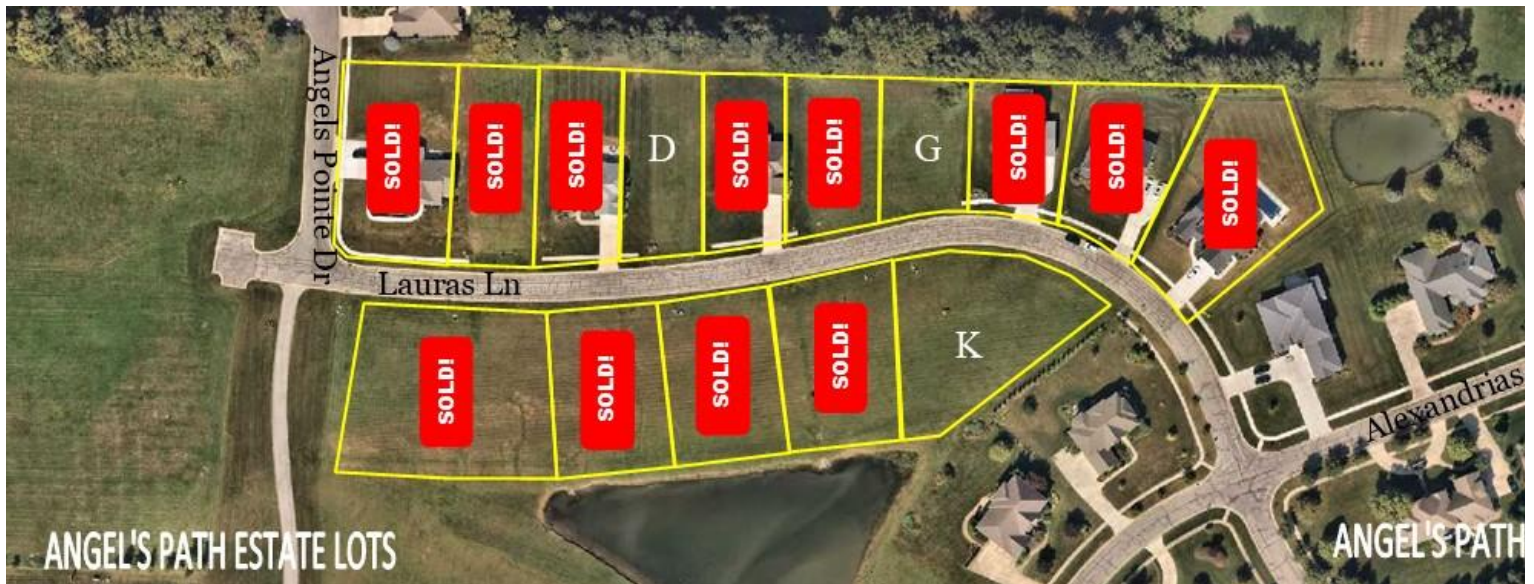 Angels Pointe Dr
SOLD!
SOLD!
SOLD!
D
SOLD!
SOLD!
G
SOLD!
SOLD!
SOLD!
Lauras Ln
SOLD!
SOLD!
SOLD!
SOLD!
K
Alexandrias
ANGEL'S PATH ESTATE LOTS
ANGEL'S PATH